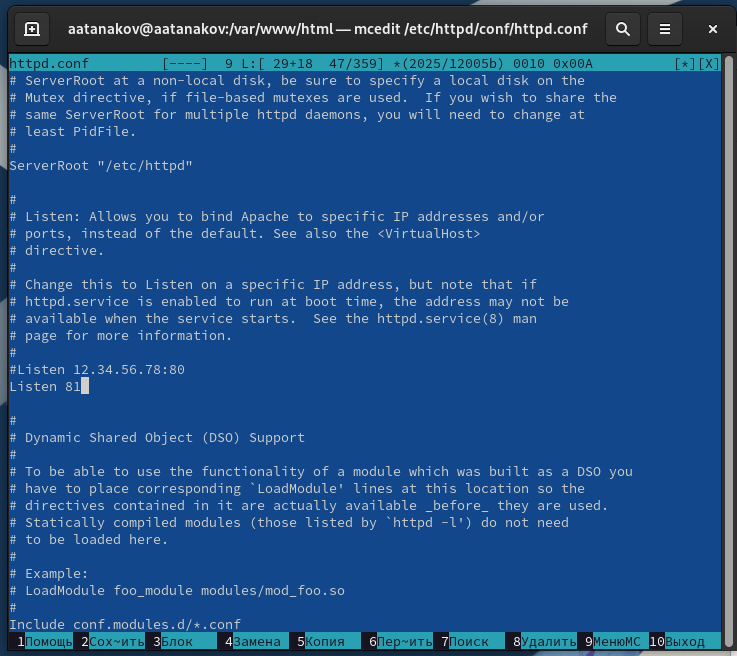 aatanakov@aatanakov:/var/www/html — mcedit /etc/httpd/conf/httpd.conf
httpd.conf [----] 9 L:[ 29+18 47/359] *(2025/12005b) 0010 0x00A [*][X]
# ServerRoot at a non-local disk, be sure to specify a local disk on the
# Mutex directive, if file-based mutexes are used.  If you wish to share the
# same ServerRoot for multiple httpd daemons, you will need to change at
# least PidFile.
#
ServerRoot "/etc/httpd"
#
# Listen: Allows you to bind Apache to specific IP addresses and/or
# ports, instead of the default. See also the <VirtualHost>
# directive.
#
# Change this to Listen on a specific IP address, but note that if
# httpd.service is enabled to run at boot time, the address may not be
# available when the service starts.  See the httpd.service(8) man
# page for more information.
#
#Listen 12.34.56.78:80
Listen 81
#
# Dynamic Shared Object (DSO) Support
#
# To be able to use the functionality of a module which was built as a DSO you
# have to place corresponding `LoadModule' lines at this location so the
# directives contained in it are actually available _before_ they are used.
# Statically compiled modules (those listed by `httpd -l') do not need
# to be loaded here.
#
# Example:
# LoadModule foo_module modules/mod_foo.so
#
Include conf.modules.d/*.conf
1Помощь 2Сох~ить 3Блок 4Замена 5Копия 6Пер~ить 7Поиск 8Удалить 9МенюMC 10Выход